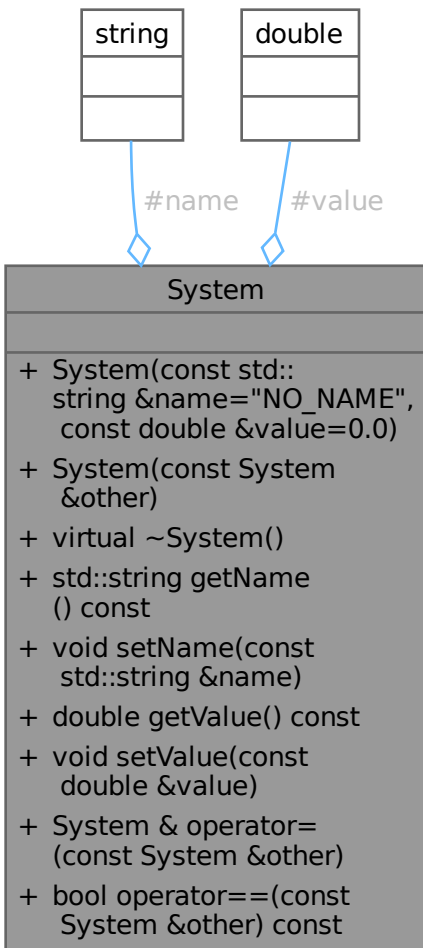 string
double
#name
#value
System
+ System(const std::
string &name="NO_NAME",
const double &value=0.0)
+ System(const System
&other)
+ virtual ~System()
+ std::string getName
() const
+ void setName(const
std::string &name)
+ double getValue() const
+ void setValue(const
double &value)
+ System & operator=
(const System &other)
+ bool operator==(const
System &other) const